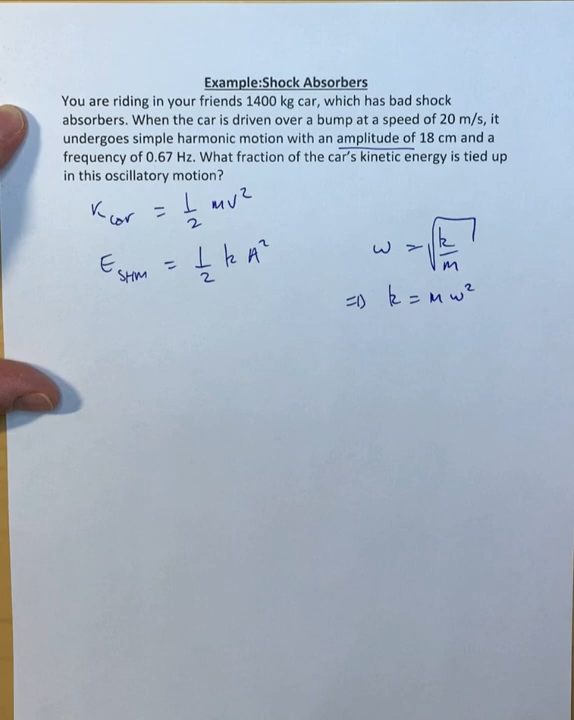 Example:Shock Absorbers
You are riding in your friends 1400 kg car, which has bad shock
absorbers. When the car is driven over a bump at a speed of 20 m/s, it
undergoes simple harmonic motion with an amplitude of 18 cm and a
frequency of 0.67 Hz. What fraction of the car's kinetic energy is tied up
in this oscillatory motion?
K car = 1/2 mv²
E SHM = 1/2 k A²
ω = √(k/m)
=> k = mω²